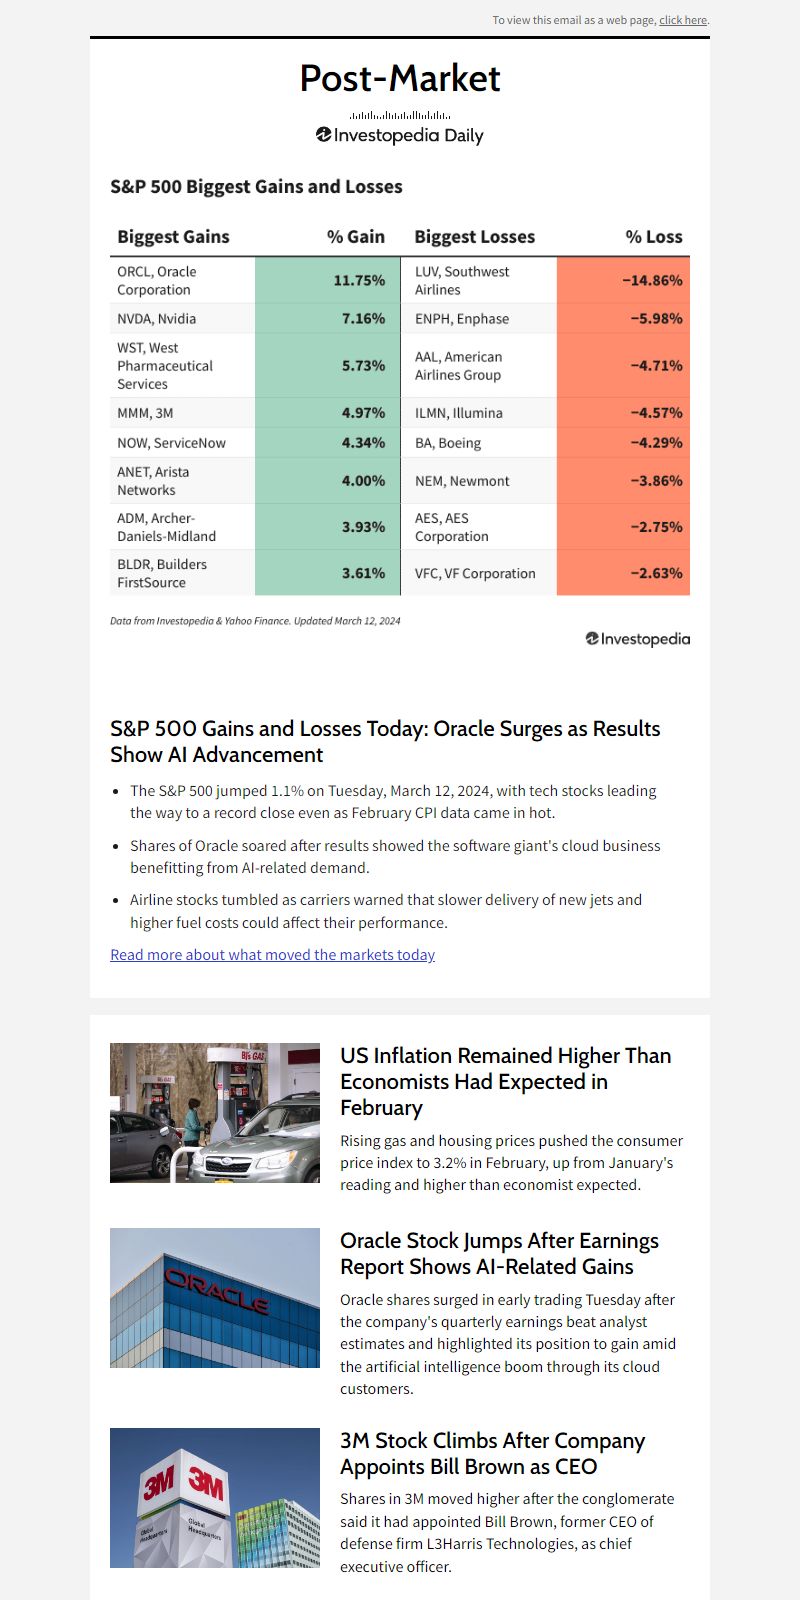 To view this email as a web page, click here.
Post-Market
Investopedia Daily
S&P 500 Biggest Gains and Losses
Biggest Gains % Gain Biggest Losses % Loss
ORCL, Oracle
Corporation
11.75%
LUV, Southwest
Airlines
−14.86%
NVDA, Nvidia 7.16% ENPH, Enphase −5.98%
WST, West
Pharmaceutical
Services
5.73%
AAL, American
Airlines Group
−4.71%
MMM, 3M 4.97% ILMN, Illumina −4.57%
NOW, ServiceNow 4.34% BA, Boeing −4.29%
ANET, Arista
Networks
4.00%
NEM, Newmont −3.86%
ADM, Archer-
Daniels-Midland
3.93%
AES, AES
Corporation
−2.75%
BLDR, Builders
FirstSource
3.61%
VFC, VF Corporation −2.63%
Data from Investopedia & Yahoo Finance. Updated March 12, 2024
Investopedia
S&P 500 Gains and Losses Today: Oracle Surges as Results
Show AI Advancement
• The S&P 500 jumped 1.1% on Tuesday, March 12, 2024, with tech stocks leading
the way to a record close even as February CPI data came in hot.
• Shares of Oracle soared after results showed the software giant's cloud business
benefitting from AI-related demand.
• Airline stocks tumbled as carriers warned that slower delivery of new jets and
higher fuel costs could affect their performance.
Read more about what moved the markets today
BJ's GAS
US Inflation Remained Higher Than
Economists Had Expected in
February
Rising gas and housing prices pushed the consumer
price index to 3.2% in February, up from January's
reading and higher than economist expected.
ORACLE
Oracle Stock Jumps After Earnings
Report Shows AI-Related Gains
Oracle shares surged in early trading Tuesday after
the company's quarterly earnings beat analyst
estimates and highlighted its position to gain amid
the artificial intelligence boom through its cloud
customers.
3M 3M
Global
Headquarters
Global
Headquarters
3M Stock Climbs After Company
Appoints Bill Brown as CEO
Shares in 3M moved higher after the conglomerate
said it had appointed Bill Brown, former CEO of
defense firm L3Harris Technologies, as chief
executive officer.